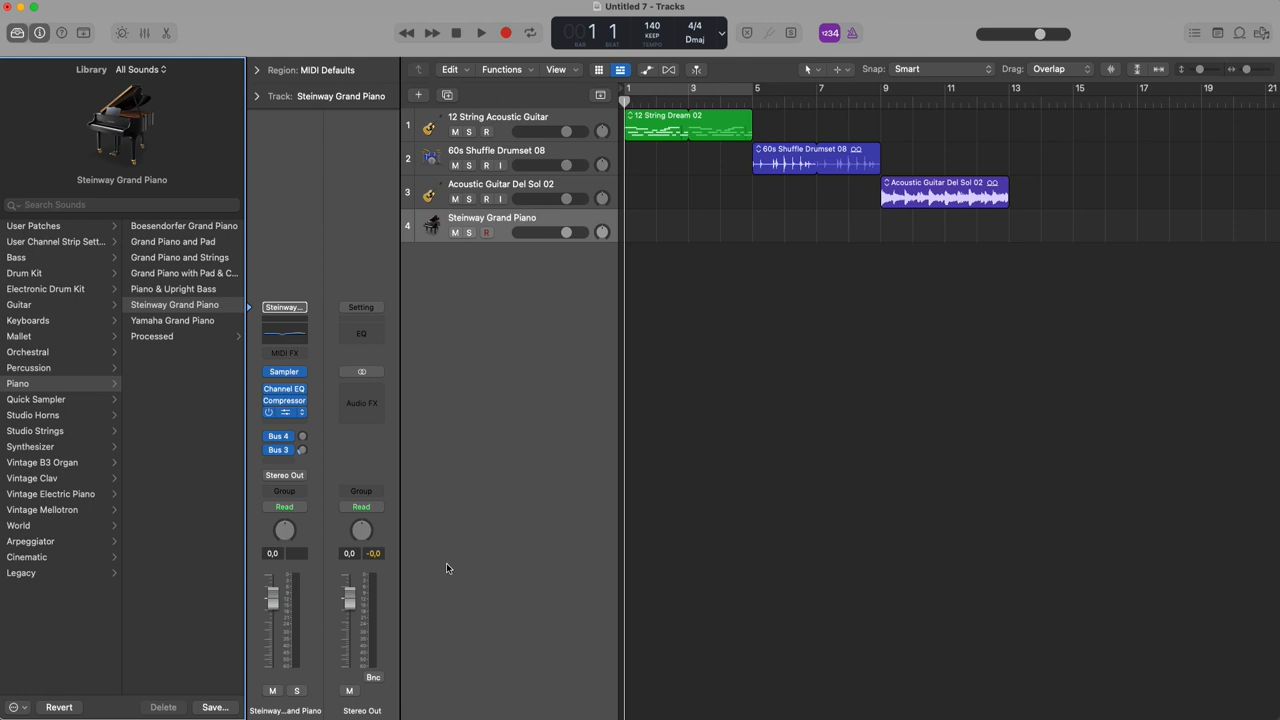 Untitled 7 - Tracks
1 1
BAR BEAT
140
KEEP
TEMPO
4/4
Dmaj
1234
Library All Sounds
Steinway Grand Piano
Search Sounds
User Patches
User Channel Strip Sett...
Bass
Drum Kit
Electronic Drum Kit
Guitar
Keyboards
Mallet
Orchestral
Percussion
Piano
Quick Sampler
Studio Horns
Studio Strings
Synthesizer
Vintage B3 Organ
Vintage Clav
Vintage Electric Piano
Vintage Mellotron
World
Arpeggiator
Cinematic
Legacy
Boesendorfer Grand Piano
Grand Piano and Pad
Grand Piano and Strings
Grand Piano with Pad & C...
Piano & Upright Bass
Steinway Grand Piano
Yamaha Grand Piano
Processed
Revert Delete Save...
Region: MIDI Defaults
Track: Steinway Grand Piano
Steinway... Setting
EQ
MIDI FX
Sampler
Channel EQ
Compressor
Audio FX
Bus 4
Bus 3
Stereo Out
Group Group
Read Read
0,0 0,0 -0,0
Bnc
M S M
Steinway...and Piano Stereo Out
Edit Functions View
Snap: Smart
Drag: Overlap
1 3 5 7 9 11 13 15 17 19 21
1 12 String Acoustic Guitar
M S R
2 60s Shuffle Drumset 08
M S R I
3 Acoustic Guitar Del Sol 02
M S R I
4 Steinway Grand Piano
M S R
12 String Dream 02
60s Shuffle Drumset 08
Acoustic Guitar Del Sol 02